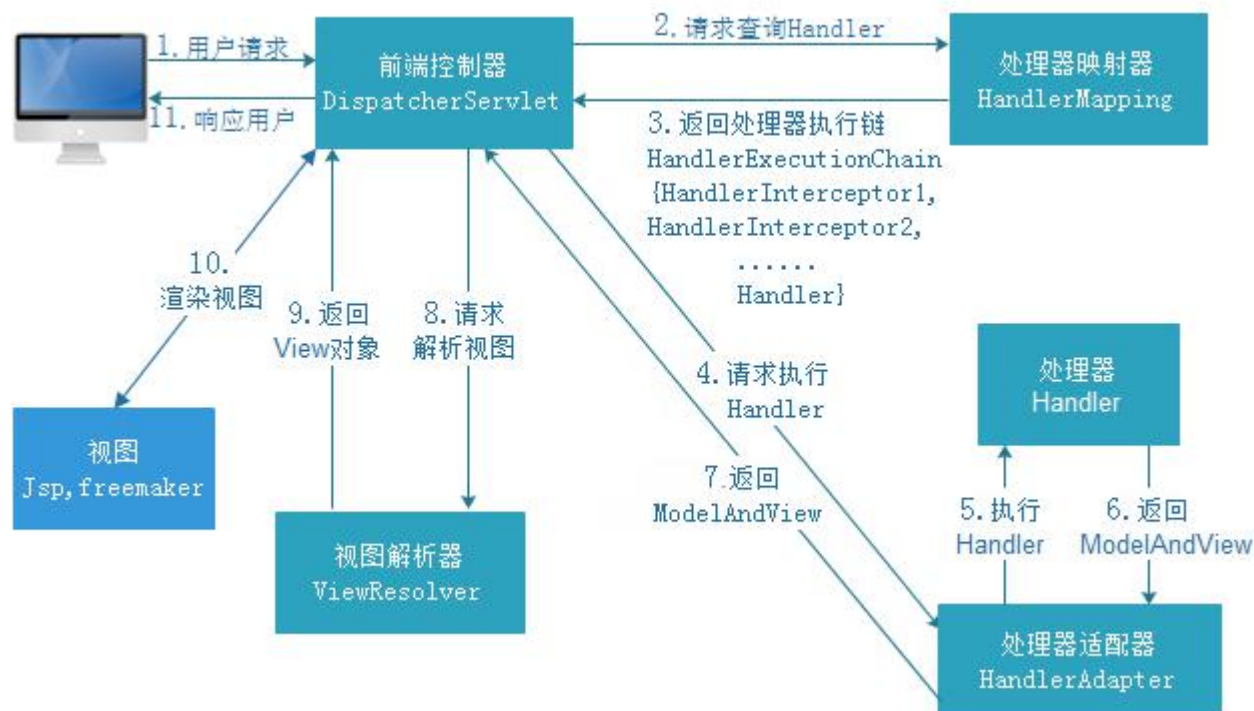 1.用户请求
11.响应用户
前端控制器
DispatcherServlet
2.请求查询Handler
处理器映射器
HandlerMapping
3.返回处理器执行链
HandlerExecutionChain
{HandlerInterceptor1,
HandlerInterceptor2,
......
Handler}
10.
渲染视图
9.返回
View对象
8.请求
解析视图
4.请求执行
Handler
处理器
Handler
视图
Jsp,freemaker
7.返回
ModelAndView
5.执行
Handler
6.返回
ModelAndView
视图解析器
ViewResolver
处理器适配器
HandlerAdapter